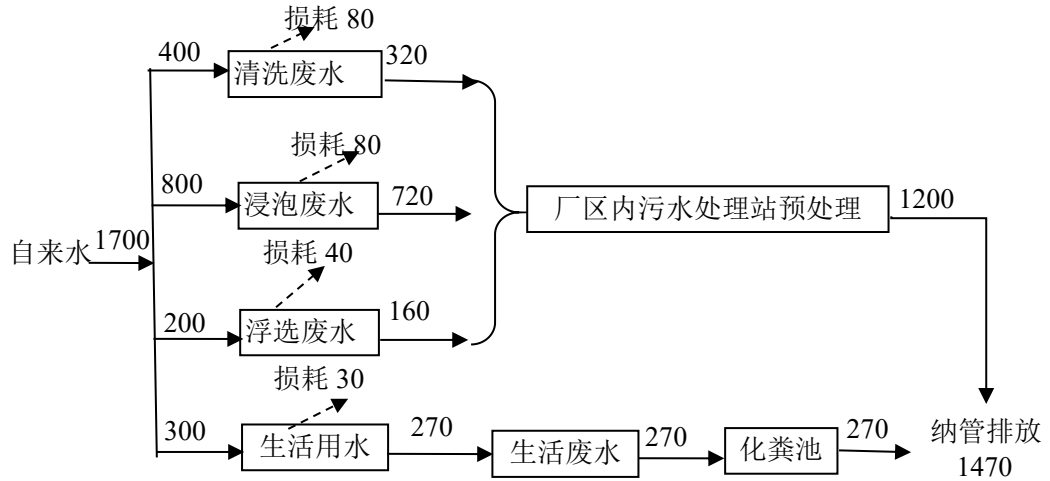 损耗 80
400
清洗废水
320
损耗 80
800
浸泡废水
720
厂区内污水处理站预处理
1200
自来水
1700
损耗 40
200
浮选废水
160
损耗 30
300
生活用水
270
生活废水
270
化粪池
270
纳管排放
1470